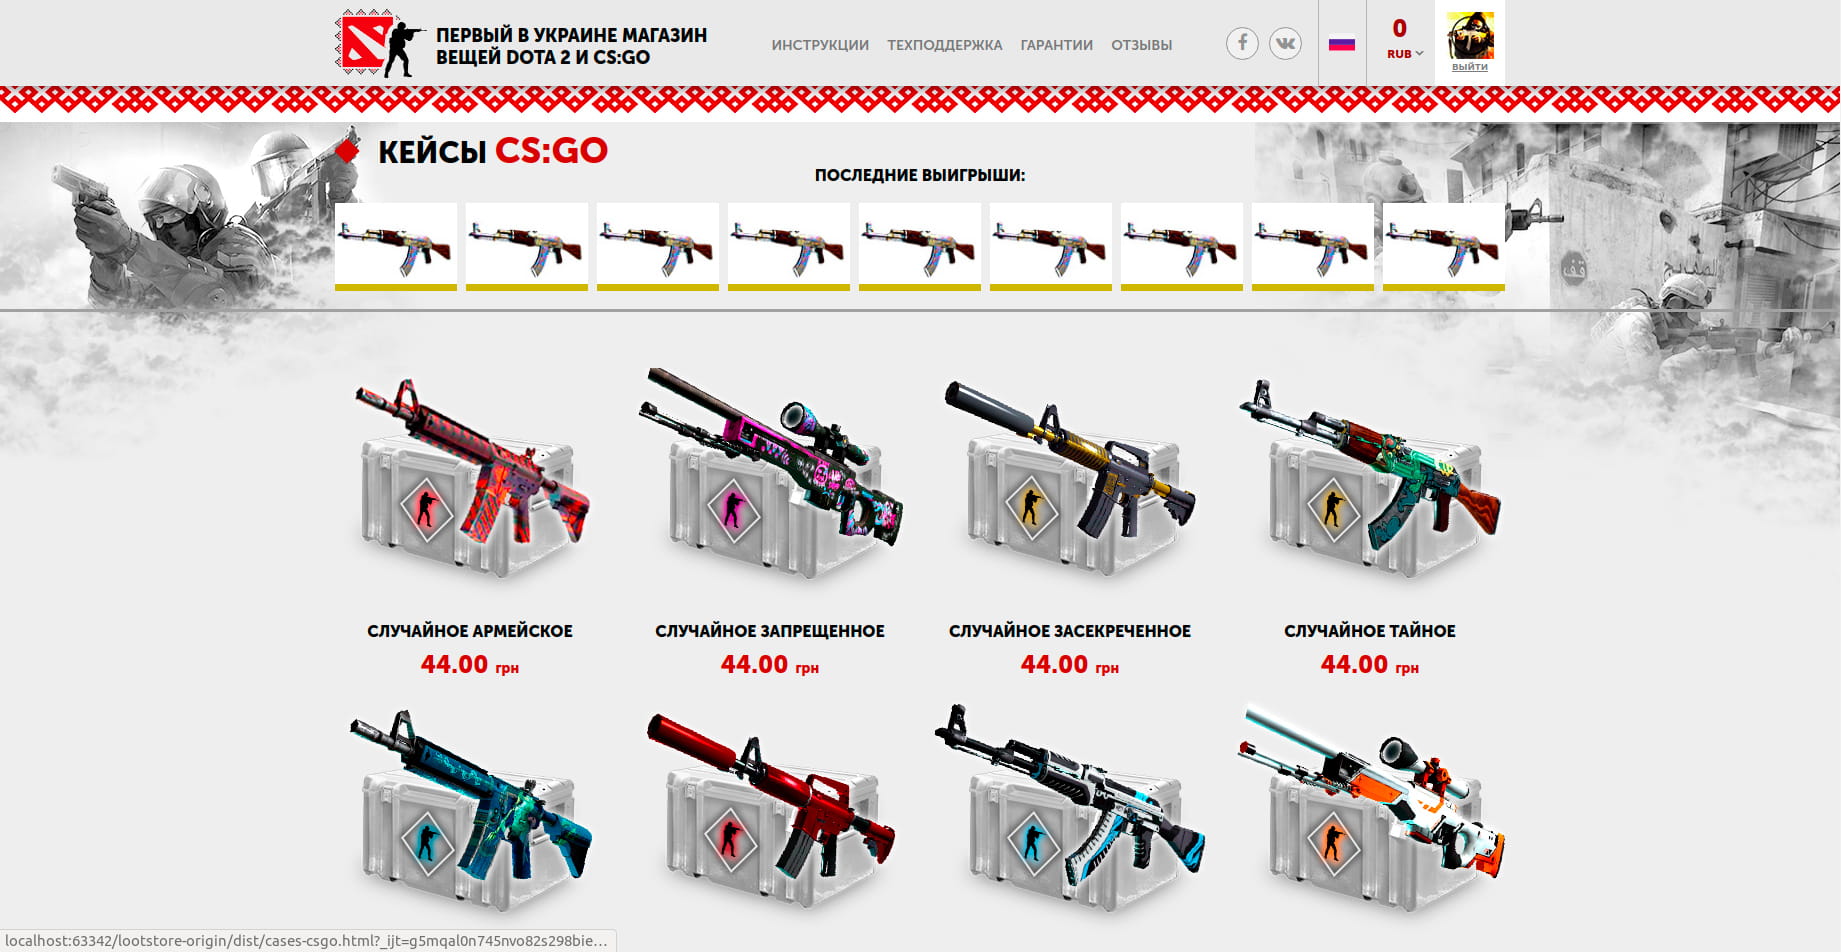 ПЕРВЫЙ В УКРАИНЕ МАГАЗИН
ВЕЩЕЙ DOTA 2 И CS:GO
ИНСТРУКЦИИ ТЕХПОДДЕРЖКА ГАРАНТИИ ОТЗЫВЫ
0
RUB
ВЫЙТИ
КЕЙСЫ CS:GO
ПОСЛЕДНИЕ ВЫИГРЫШИ:
СЛУЧАЙНОЕ АРМЕЙСКОЕ
44.00 грн
СЛУЧАЙНОЕ ЗАПРЕЩЕННОЕ
44.00 грн
СЛУЧАЙНОЕ ЗАСЕКРЕЧЕННОЕ
44.00 грн
СЛУЧАЙНОЕ ТАЙНОЕ
44.00 грн
localhost:63342/lootstore-origin/dist/cases-csgo.html?_ijt=g5mqal0n745nvo82s298bie...